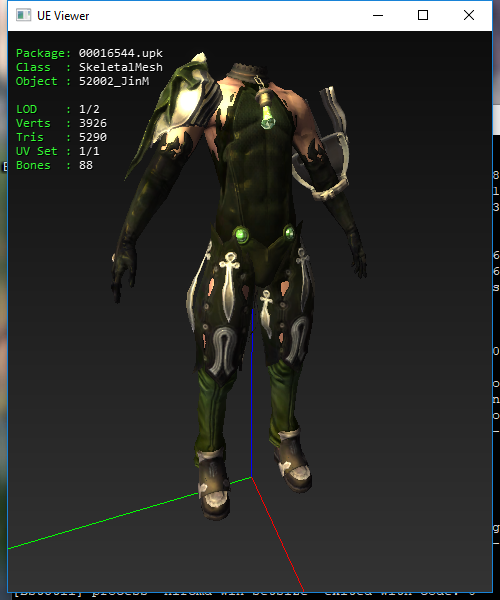 UE Viewer
Package: 00016544.upk
Class : SkeletalMesh
Object : 52002_JinM
LOD : 1/2
Verts : 3926
Tris : 5290
UV Set : 1/1
Bones : 88